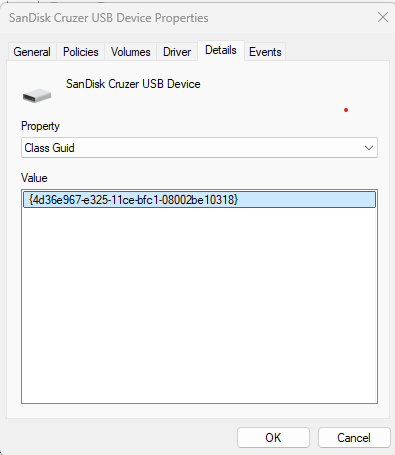 SanDisk Cruzer USB Device Properties
General Policies Volumes Driver Details Events
SanDisk Cruzer USB Device
Property
Class Guid
Value
{4d36e967-e325-11ce-bfc1-08002be10318}
OK Cancel